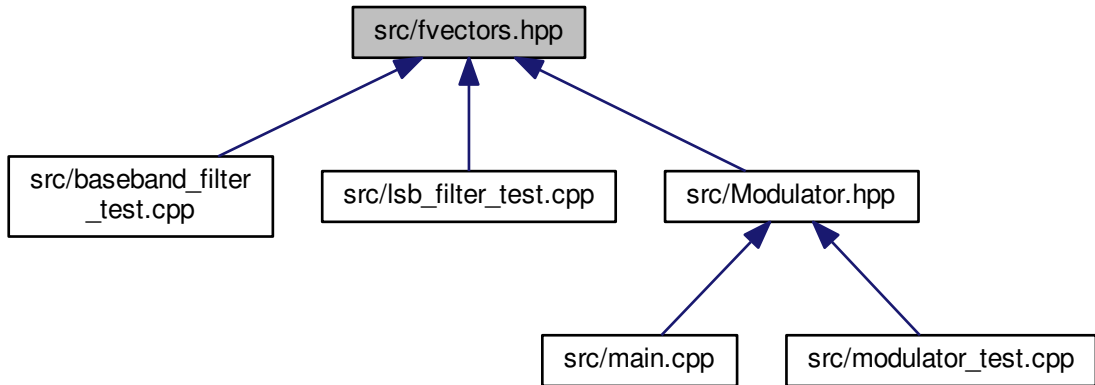 src/fvectors.hpp
src/baseband_filter
_test.cpp
src/lsb_filter_test.cpp
src/Modulator.hpp
src/main.cpp
src/modulator_test.cpp